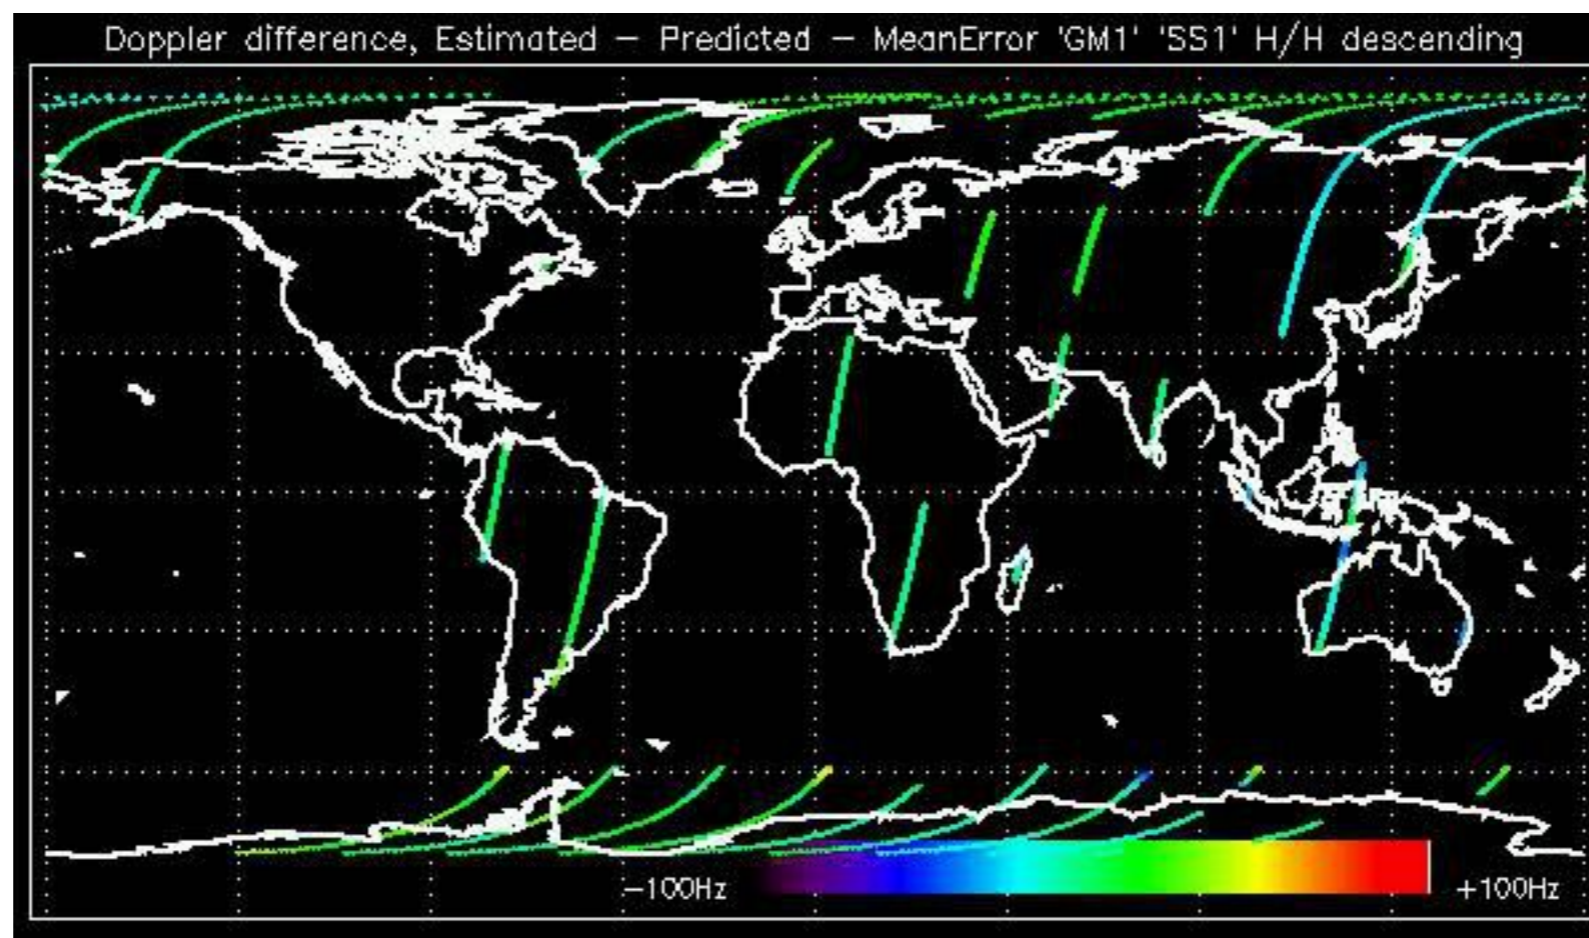 Doppler difference, Estimated – Predicted – MeanError 'GM1' 'SS1' H/H descending
–100Hz +100Hz